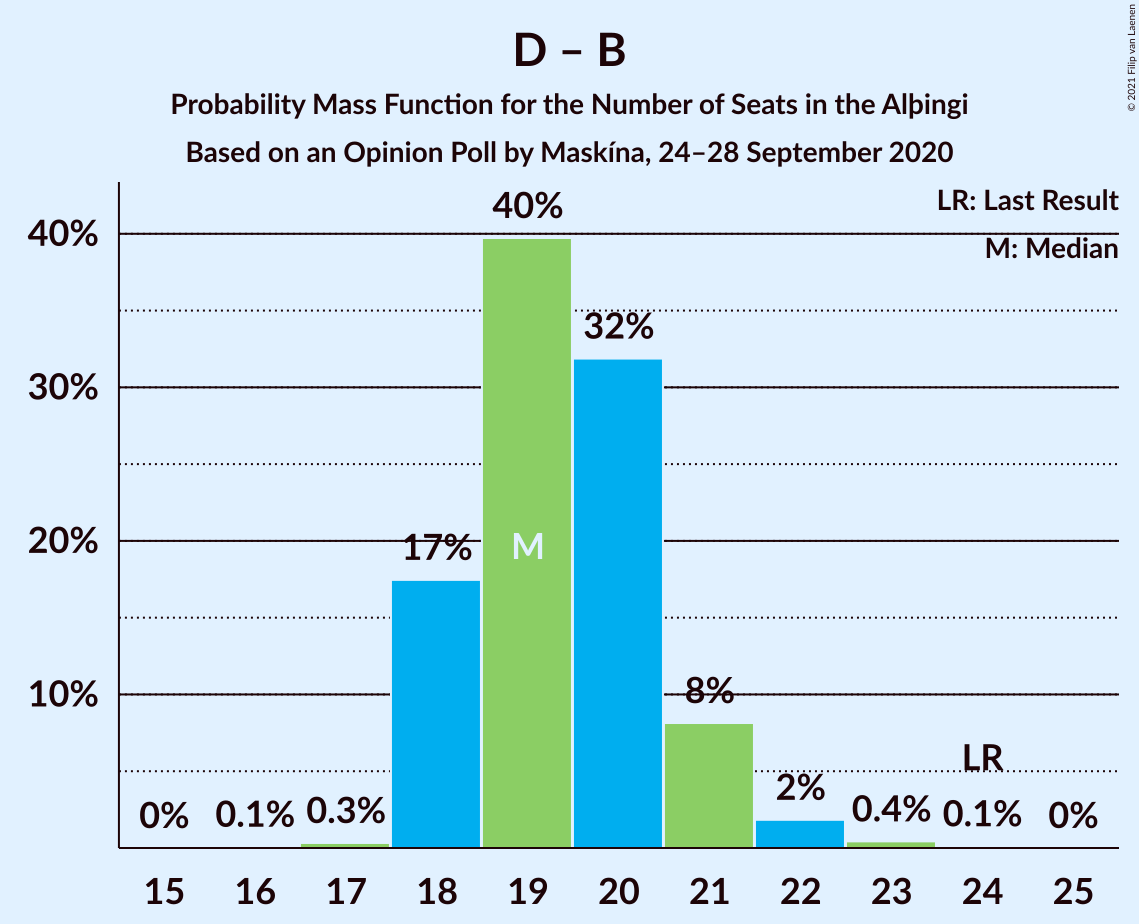 D – B
Probability Mass Function for the Number of Seats in the Alþingi
Based on an Opinion Poll by Maskína, 24–28 September 2020
© 2021 Filip van Laenen
LR: Last Result
M: Median
40%
30%
20%
10%
0%
0.1%
0.3%
17%
40%
M
32%
8%
2%
0.4%
LR
0.1%
0%
15 16 17 18 19 20 21 22 23 24 25